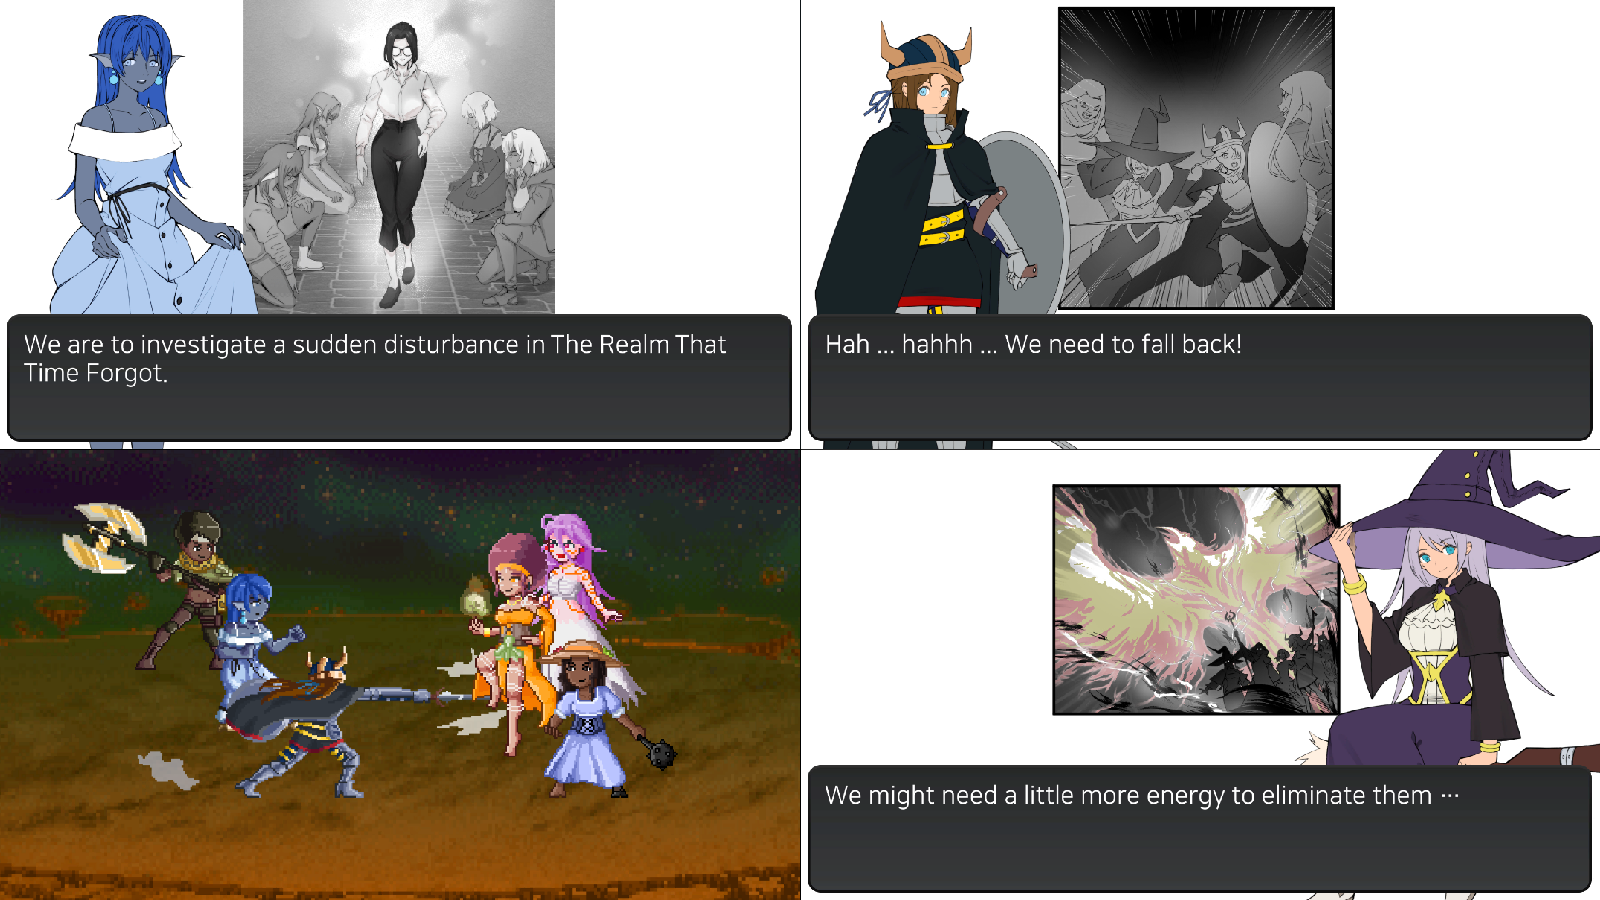 We are to investigate a sudden disturbance in The Realm That
Time Forgot.
Hah ... hahhh ... We need to fall back!
We might need a little more energy to eliminate them ⋯